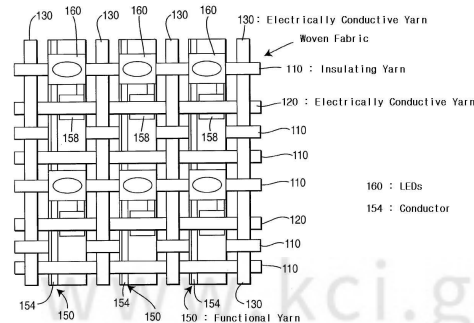 130 160 130 160 130 160 130 : Electrically Conductive Yarn
Woven Fabric
110 : Insulating Yarn
120 : Electrically Conductive Yarn
158 158 158
110
110
110
160 : LEDs
154 : Conductor
120
110
110
154 154 154 130
150 150 150 : Functional Yarn
www.kci.g